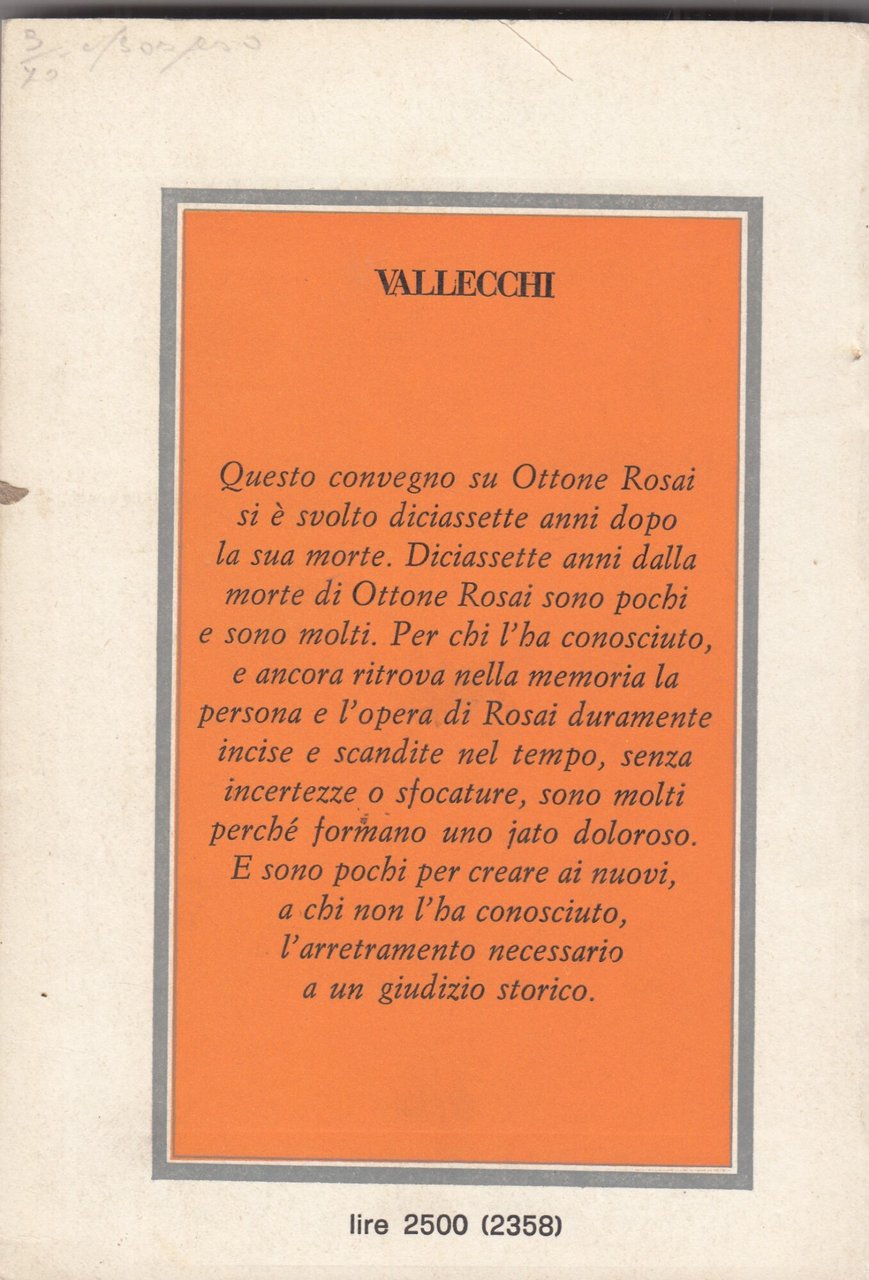 VALLECCHI
Questo convegno su Ottone Rosai
si è svolto diciassette anni dopo
la sua morte. Diciassette anni dalla
morte di Ottone Rosai sono pochi
e sono molti. Per chi l'ha conosciuto,
e ancora ritrova nella memoria la
persona e l'opera di Rosai duramente
incise e scandite nel tempo, senza
incertezze o sfocature, sono molti
perché formano uno jato doloroso.
E sono pochi per creare ai nuovi,
a chi non l'ha conosciuto,
l'arretramento necessario
a un giudizio storico.
lire 2500 (2358)